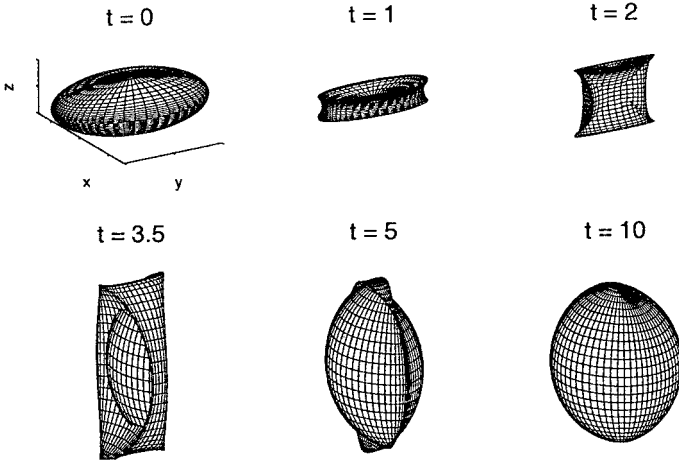 t = 0
t = 1
t = 2
z
x
y
t = 3.5
t = 5
t = 10